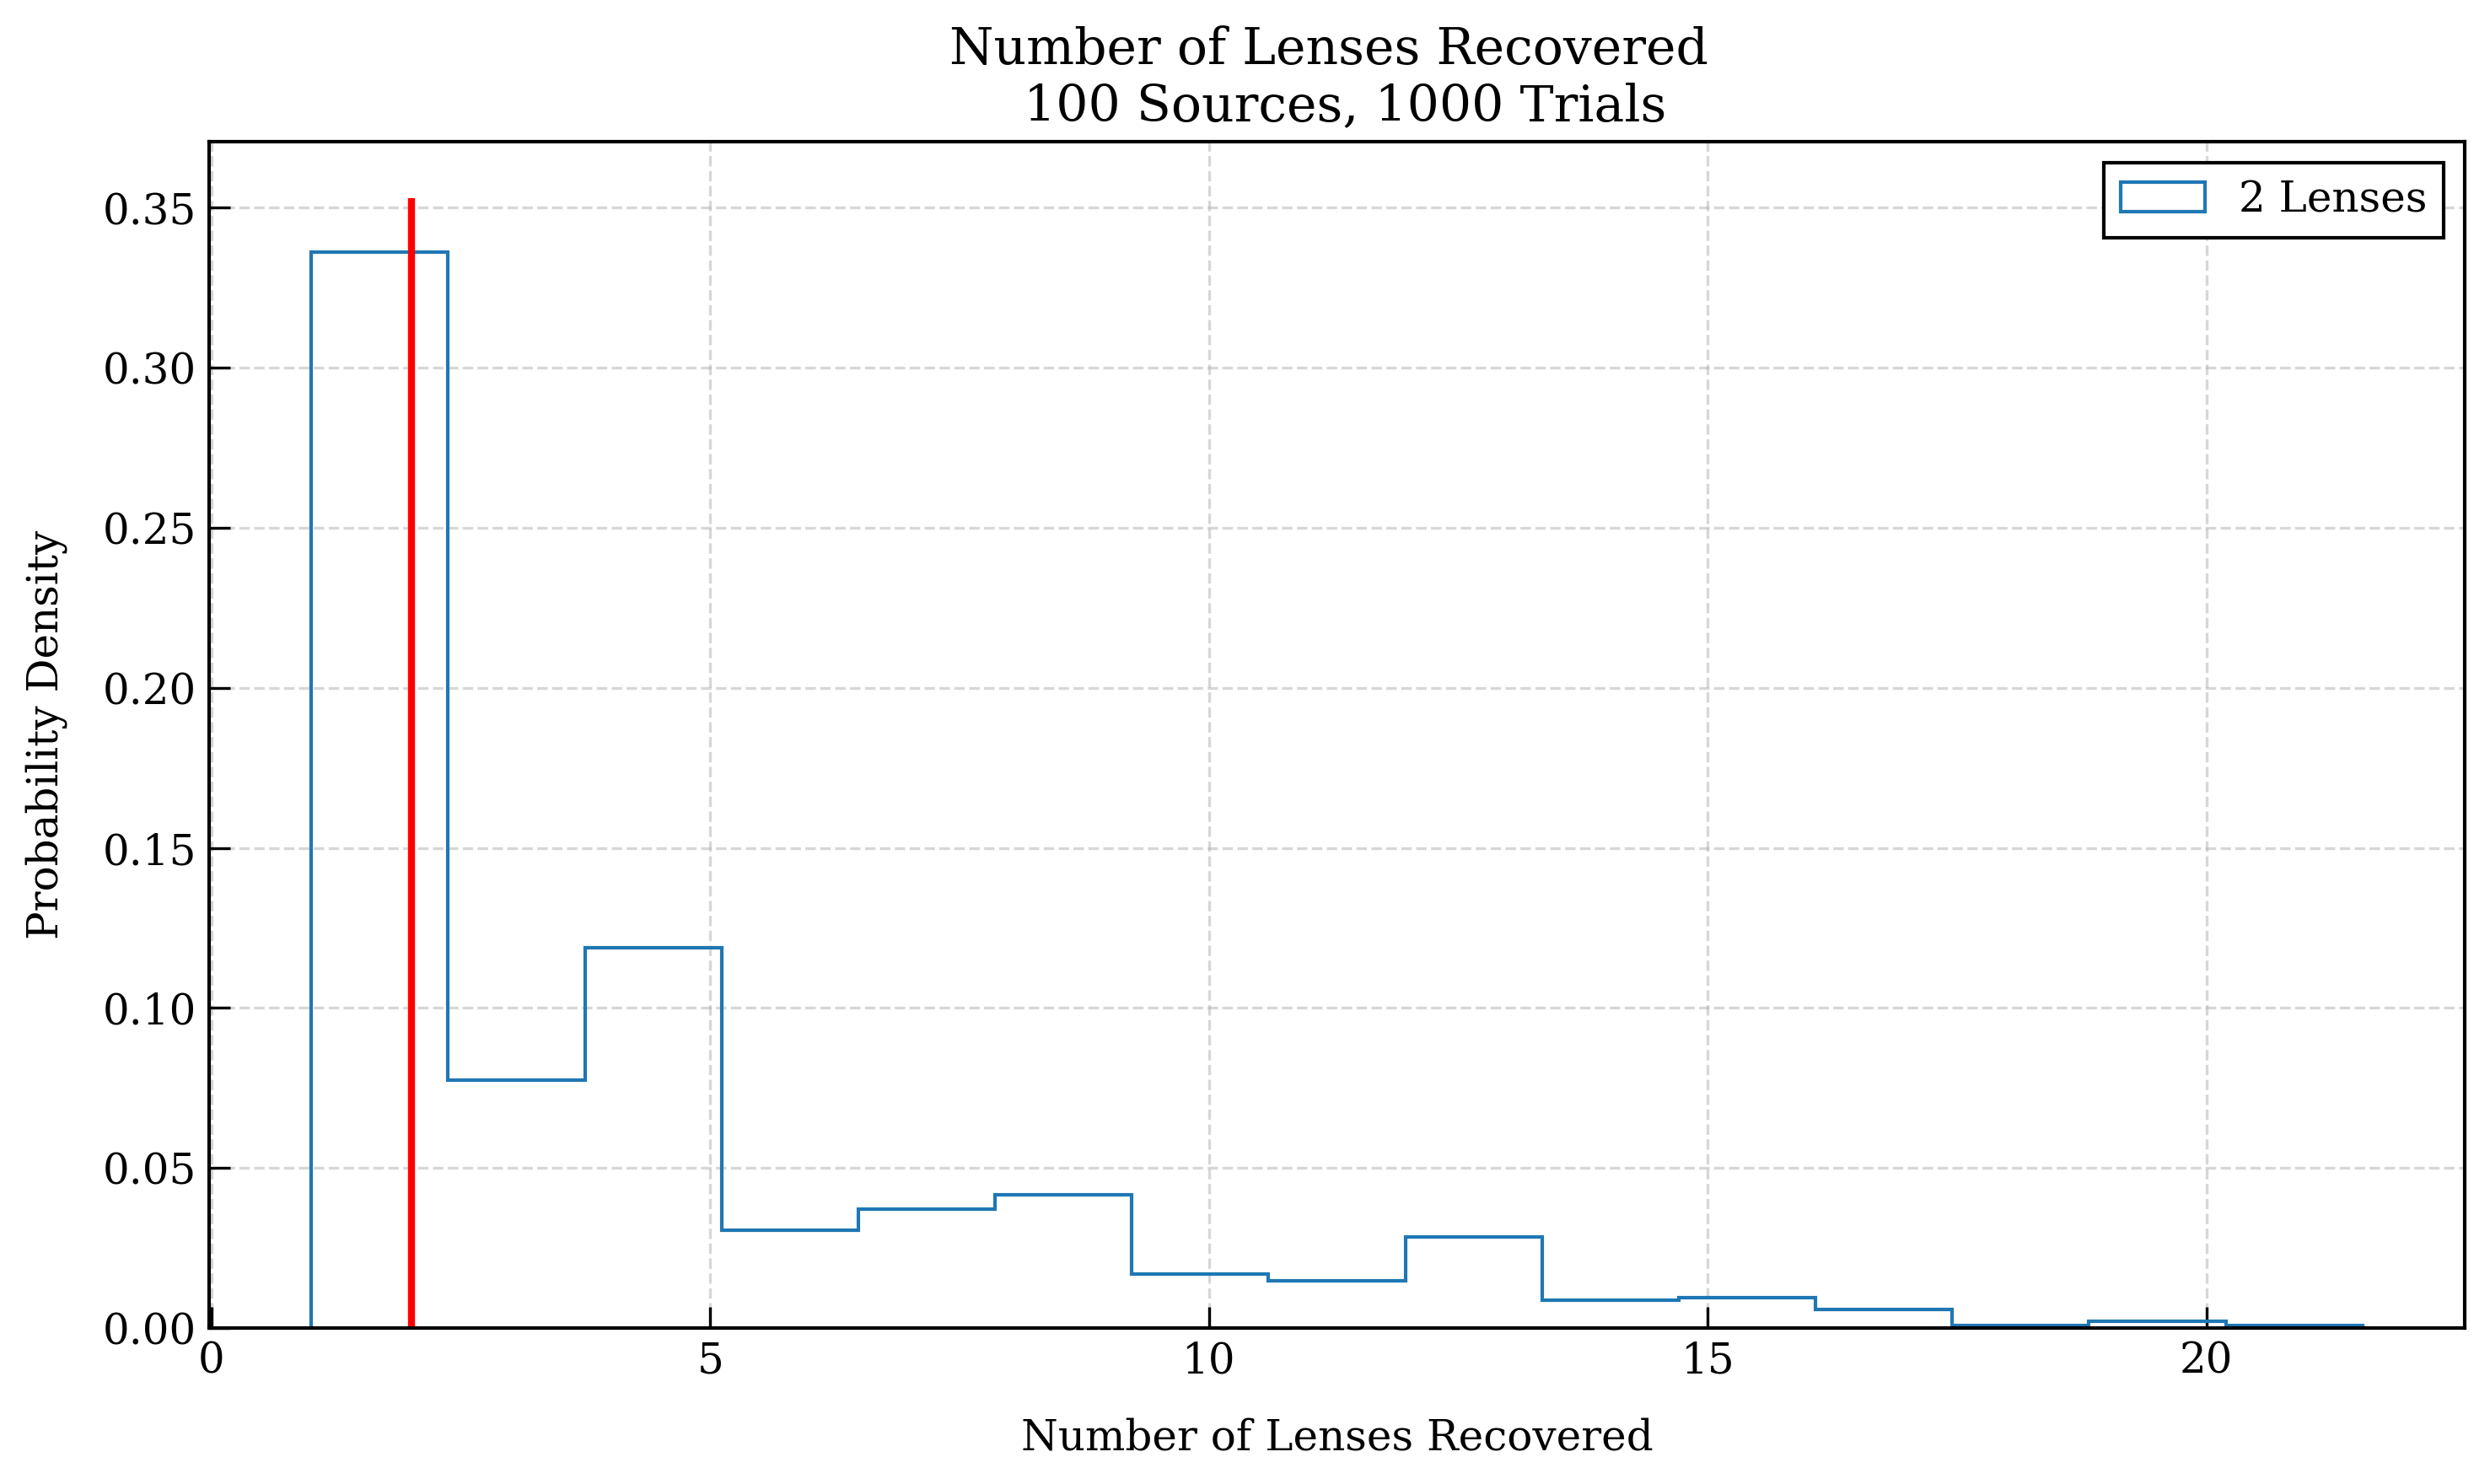 Number of Lenses Recovered
100 Sources, 1000 Trials
2 Lenses
Probability Density
0.35
0.30
0.25
0.20
0.15
0.10
0.05
0.00
0 5 10 15 20
Number of Lenses Recovered